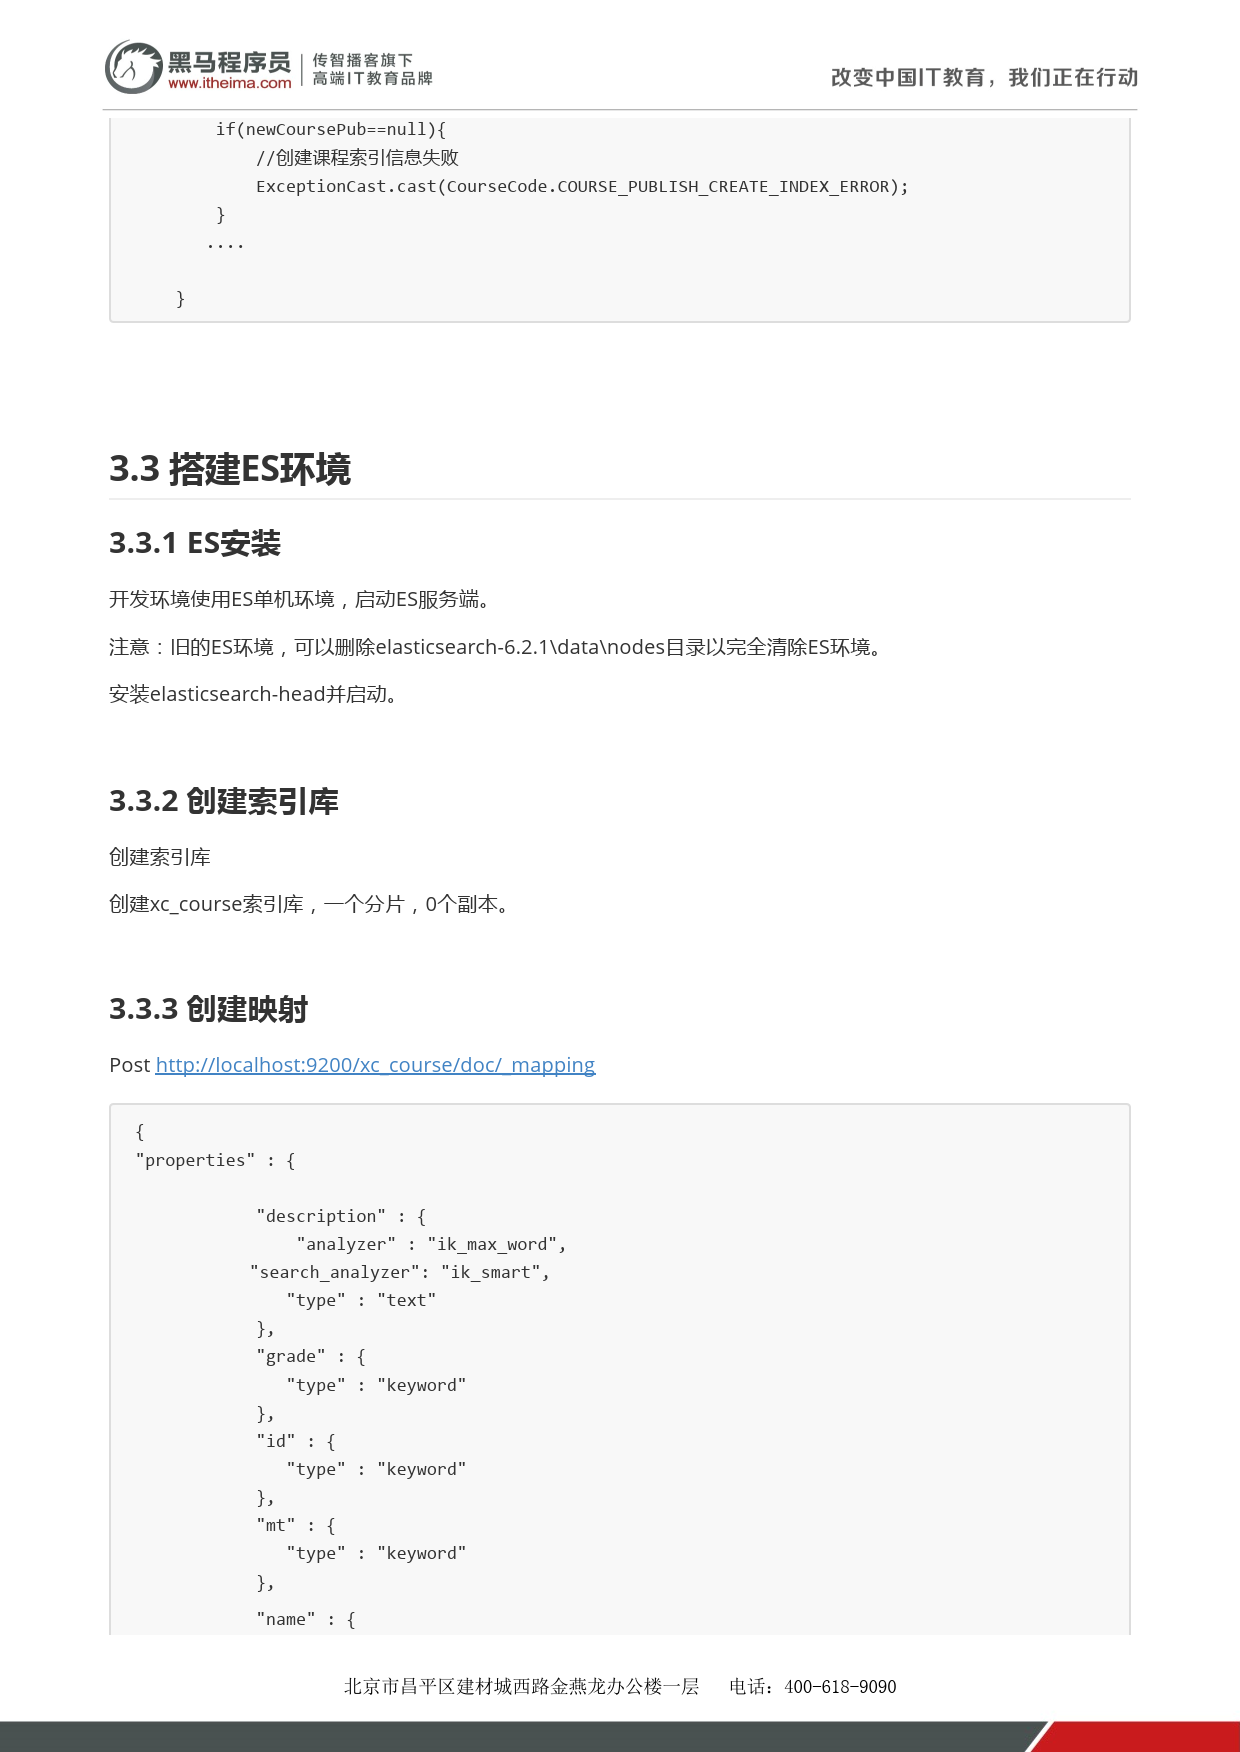 黑马程序员
www.itheima.com
传智播客旗下
高端IT教育品牌
改变中国IT教育，我们正在行动
if(newCoursePub==null){
//创建课程索引信息失败
ExceptionCast.cast(CourseCode.COURSE_PUBLISH_CREATE_INDEX_ERROR);
}
....
}
3.3 搭建ES环境
3.3.1 ES安装
开发环境使用ES单机环境，启动ES服务端。
注意：旧的ES环境，可以删除elasticsearch-6.2.1\data\nodes目录以完全清除ES环境。
安装elasticsearch-head并启动。
3.3.2 创建索引库
创建索引库
创建xc_course索引库，一个分片，0个副本。
3.3.3 创建映射
Post http://localhost:9200/xc_course/doc/_mapping
{
"properties" : {
"description" : {
"analyzer" : "ik_max_word",
"search_analyzer": "ik_smart",
"type" : "text"
},
"grade" : {
"type" : "keyword"
},
"id" : {
"type" : "keyword"
},
"mt" : {
"type" : "keyword"
},
"name" : {
北京市昌平区建材城西路金燕龙办公楼一层 电话：400-618-9090